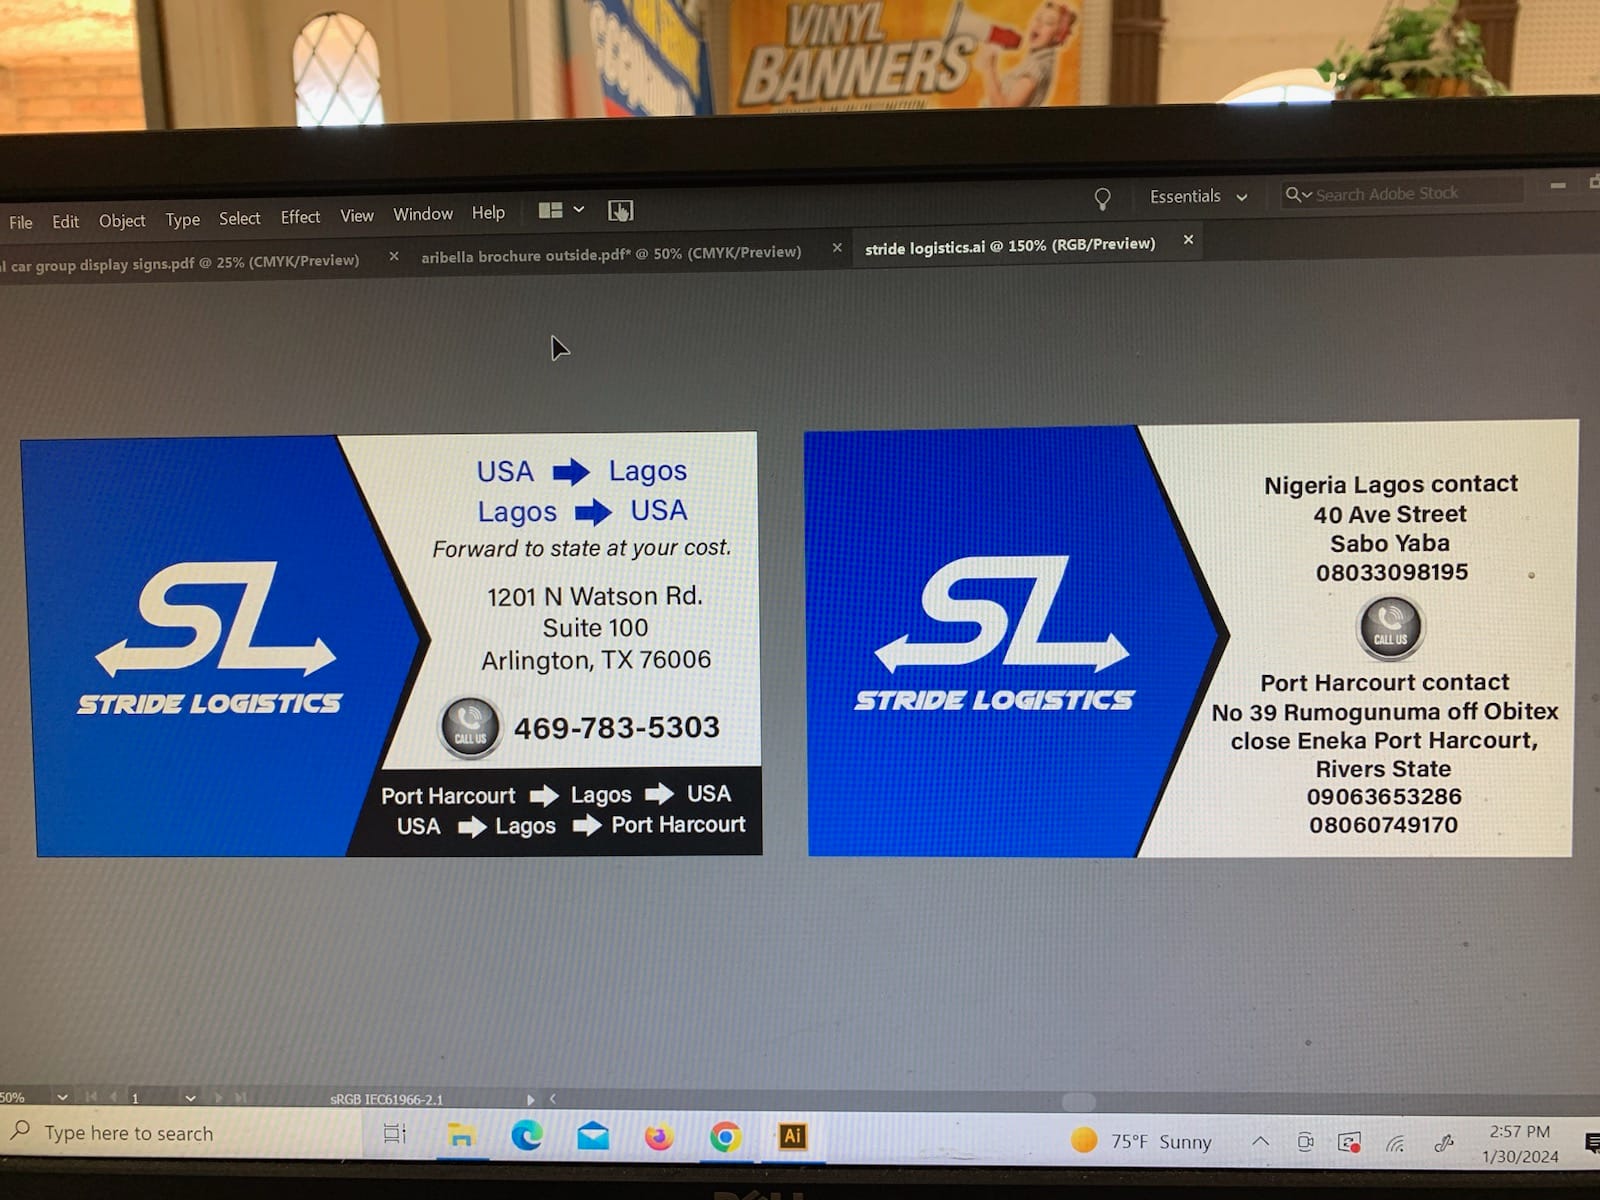 VINYL
BANNERS
File Edit Object Type Select Effect View Window Help
Essentials
Search Adobe Stock
car group display signs.pdf @ 25% (CMYK/Preview) ×
aribella brochure outside.pdf* @ 50% (CMYK/Preview) ×
stride logistics.ai @ 150% (RGB/Preview) ×
SL
STRIDE LOGISTICS
USA → Lagos
Lagos → USA
Forward to state at your cost.
1201 N Watson Rd.
Suite 100
Arlington, TX 76006
CALL US
469-783-5303
Port Harcourt → Lagos → USA
USA → Lagos → Port Harcourt
SL
STRIDE LOGISTICS
Nigeria Lagos contact
40 Ave Street
Sabo Yaba
08033098195
CALL US
Port Harcourt contact
No 39 Rumogunuma off Obitex
close Eneka Port Harcourt,
Rivers State
09063653286
08060749170
50%
1
sRGB IEC61966-2.1
Type here to search
Ai
75°F Sunny
2:57 PM
1/30/2024